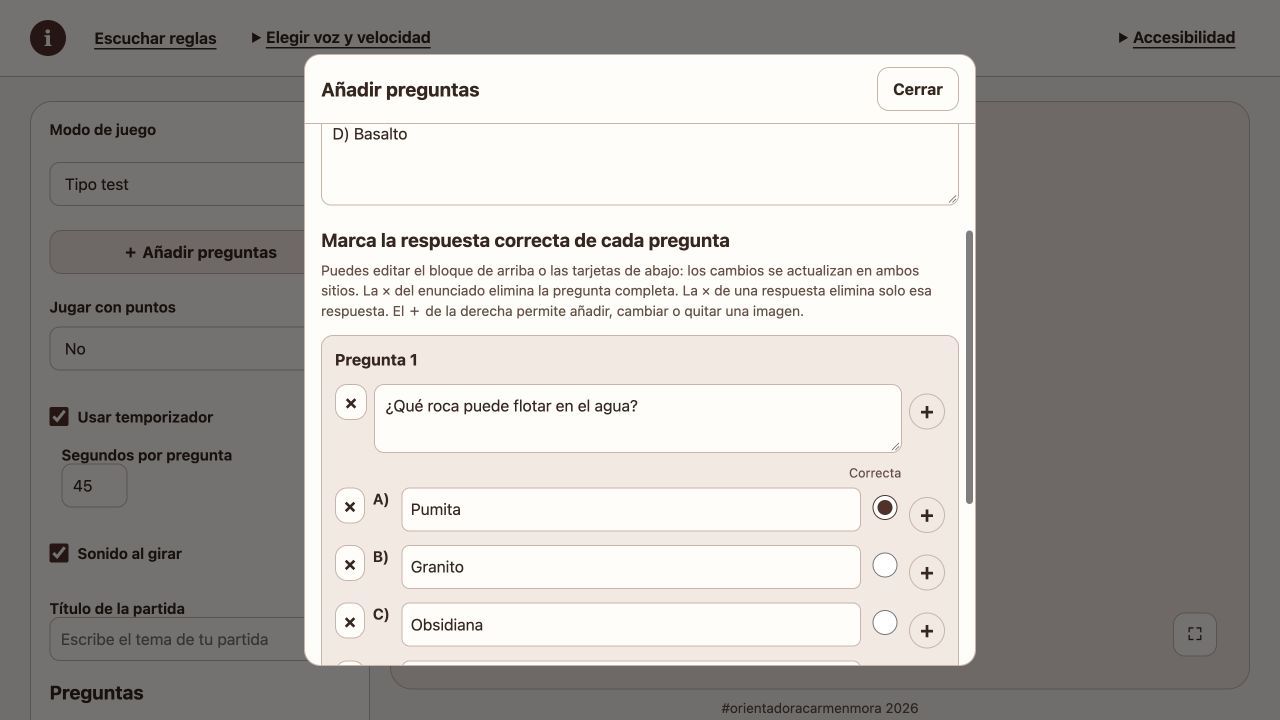 i
Escuchar reglas
▶ Elegir voz y velocidad
▶ Accesibilidad
Modo de juego
Tipo test
+ Añadir preguntas
Jugar con puntos
No
Usar temporizador
Segundos por pregunta
45
Sonido al girar
Título de la partida
Escribe el tema de tu partida
Preguntas
Añadir preguntas
Cerrar
D) Basalto
Marca la respuesta correcta de cada pregunta
Puedes editar el bloque de arriba o las tarjetas de abajo: los cambios se actualizan en ambos
sitios. La × del enunciado elimina la pregunta completa. La × de una respuesta elimina solo esa
respuesta. El + de la derecha permite añadir, cambiar o quitar una imagen.
Pregunta 1
× ¿Qué roca puede flotar en el agua? +
Correcta
× A) Pumita +
× B) Granito +
× C) Obsidiana +
#orientadoracarmenmora 2026